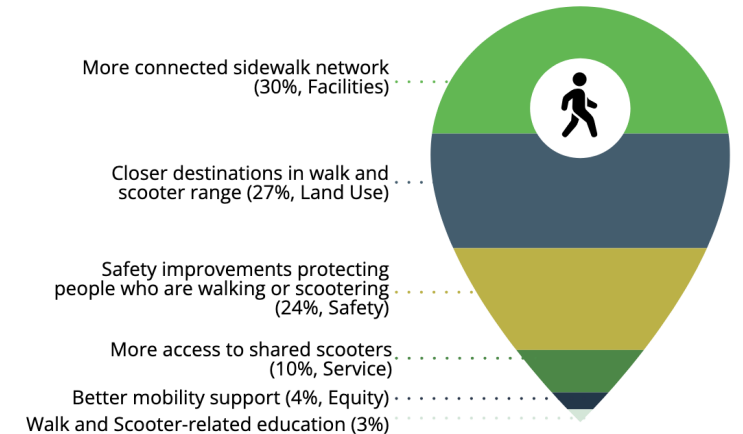 More connected sidewalk network
(30%, Facilities)
Closer destinations in walk and
scooter range (27%, Land Use)
Safety improvements protecting
people who are walking or scootering
(24%, Safety)
More access to shared scooters
(10%, Service)
Better mobility support (4%, Equity)
Walk and Scooter-related education (3%)